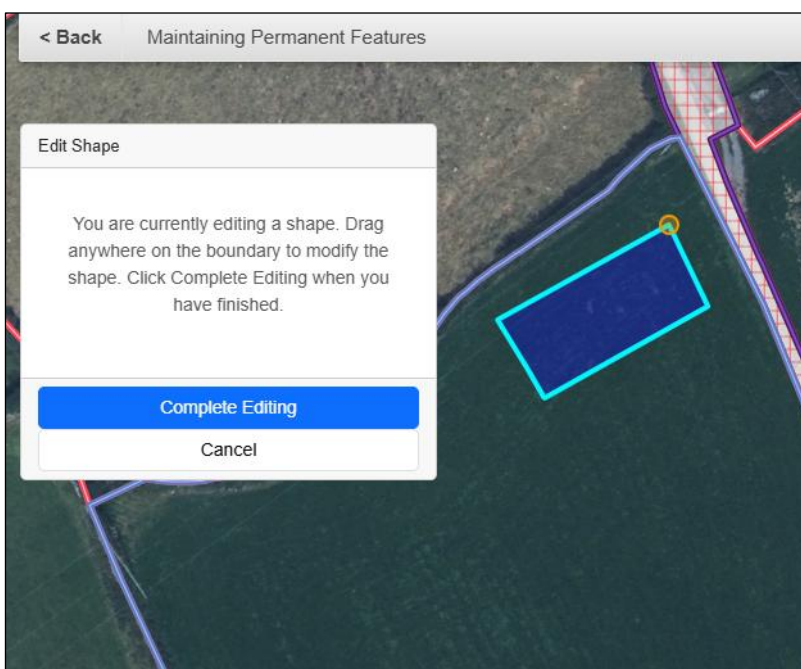 < Back Maintaining Permanent Features
Edit Shape
You are currently editing a shape. Drag
anywhere on the boundary to modify the
shape. Click Complete Editing when you
have finished.
Complete Editing
Cancel